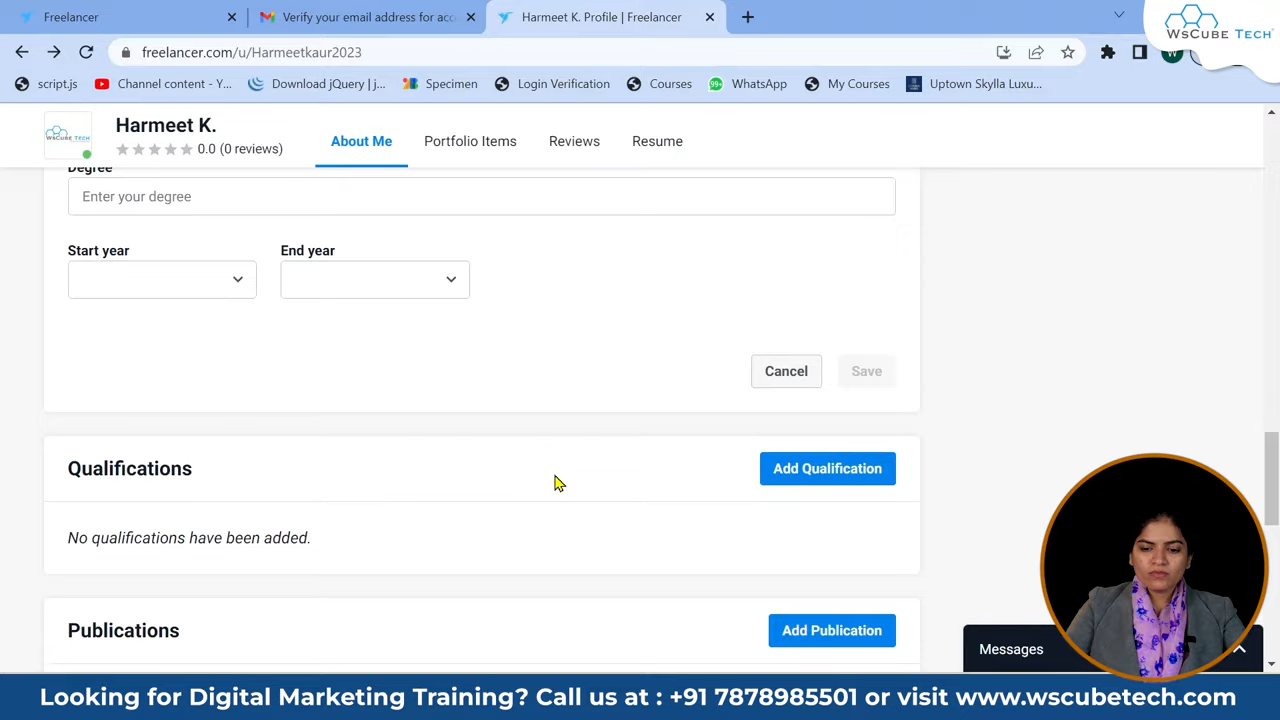 Freelancer
Verify your email address for acc
Harmeet K. Profile | Freelancer
WsCube Tech
freelancer.com/u/Harmeetkaur2023
script.js
Channel content - Y...
Download jQuery | j...
Specimen
Login Verification
Courses
99+
WhatsApp
My Courses
Uptown Skylla Luxu...
WsCube Tech
Harmeet K.
0.0 (0 reviews)
About Me
Portfolio Items
Reviews
Resume
Degree
Enter your degree
Start year
End year
Cancel
Save
Qualifications
Add Qualification
No qualifications have been added.
Publications
Add Publication
Messages
Looking for Digital Marketing Training? Call us at : +91 7878985501 or visit www.wscubetech.com